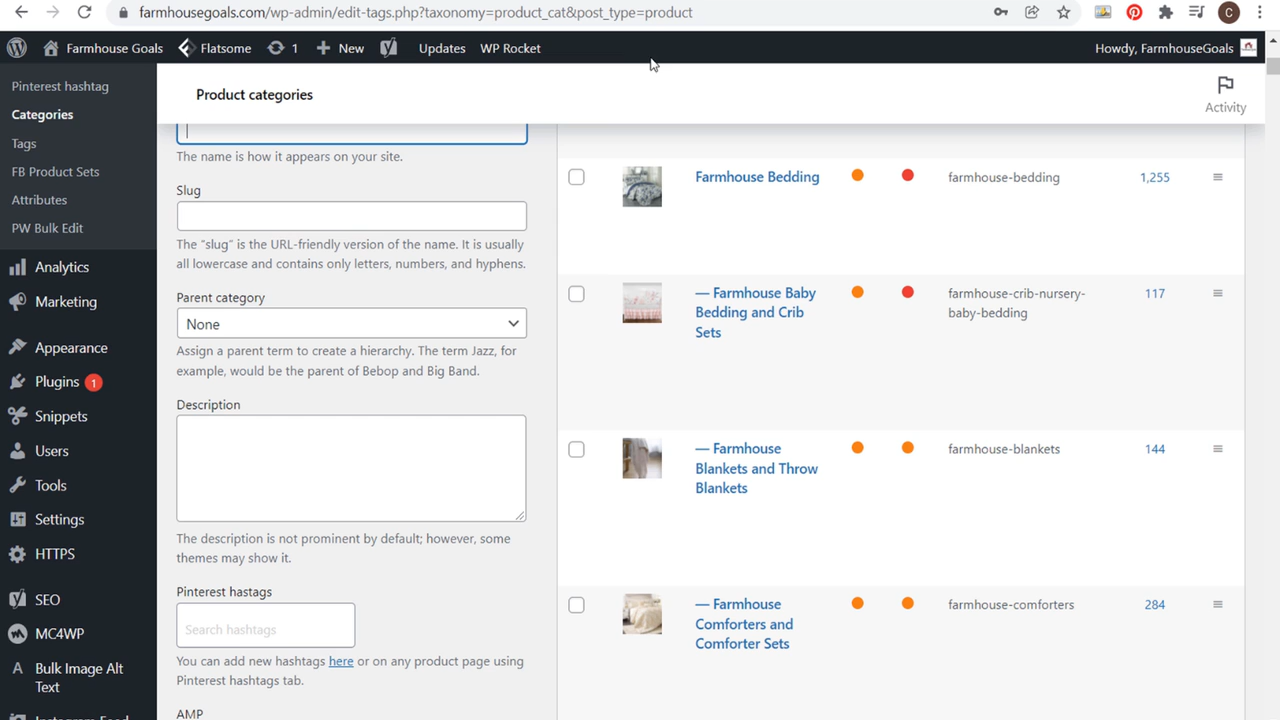 farmhousegoals.com/wp-admin/edit-tags.php?taxonomy=product_cat&post_type=product
C
Farmhouse Goals
Flatsome
1
New
Updates
WP Rocket
Howdy, FarmhouseGoals
Pinterest hashtag
Categories
Tags
FB Product Sets
Attributes
PW Bulk Edit
Analytics
Marketing
Appearance
Plugins 1
Snippets
Users
Tools
Settings
HTTPS
SEO
MC4WP
Bulk Image Alt
Text
Product categories
Activity
The name is how it appears on your site.
Slug
The “slug” is the URL-friendly version of the name. It is usually
all lowercase and contains only letters, numbers, and hyphens.
Parent category
None
Assign a parent term to create a hierarchy. The term Jazz, for
example, would be the parent of Bebop and Big Band.
Description
The description is not prominent by default; however, some
themes may show it.
Pinterest hastags
Search hashtags
You can add new hashtags here or on any product page using
Pinterest hashtags tab.
AMP
Farmhouse Bedding
farmhouse-bedding
1,255
— Farmhouse Baby
Bedding and Crib
Sets
farmhouse-crib-nursery-
baby-bedding
117
— Farmhouse
Blankets and Throw
Blankets
farmhouse-blankets
144
— Farmhouse
Comforters and
Comforter Sets
farmhouse-comforters
284